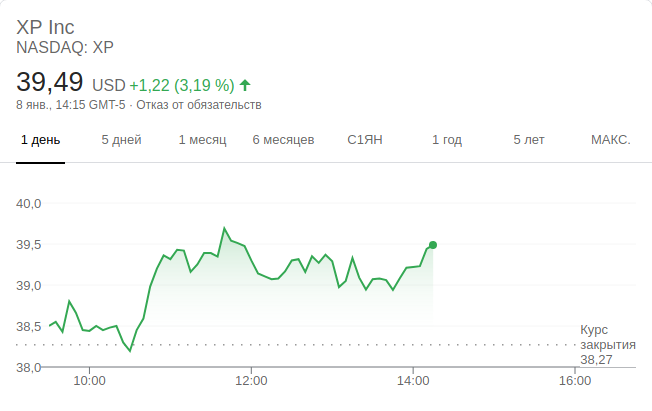 XP Inc
NASDAQ: XP
39,49 USD +1,22 (3,19 %)
8 янв., 14:15 GMT-5 · Отказ от обязательств
1 день 5 дней 1 месяц 6 месяцев С1ЯН 1 год 5 лет МАКС.
40,0
39,5
39,0
38,5
Курс
закрытия
38,27
38,0
10:00 12:00 14:00 16:00